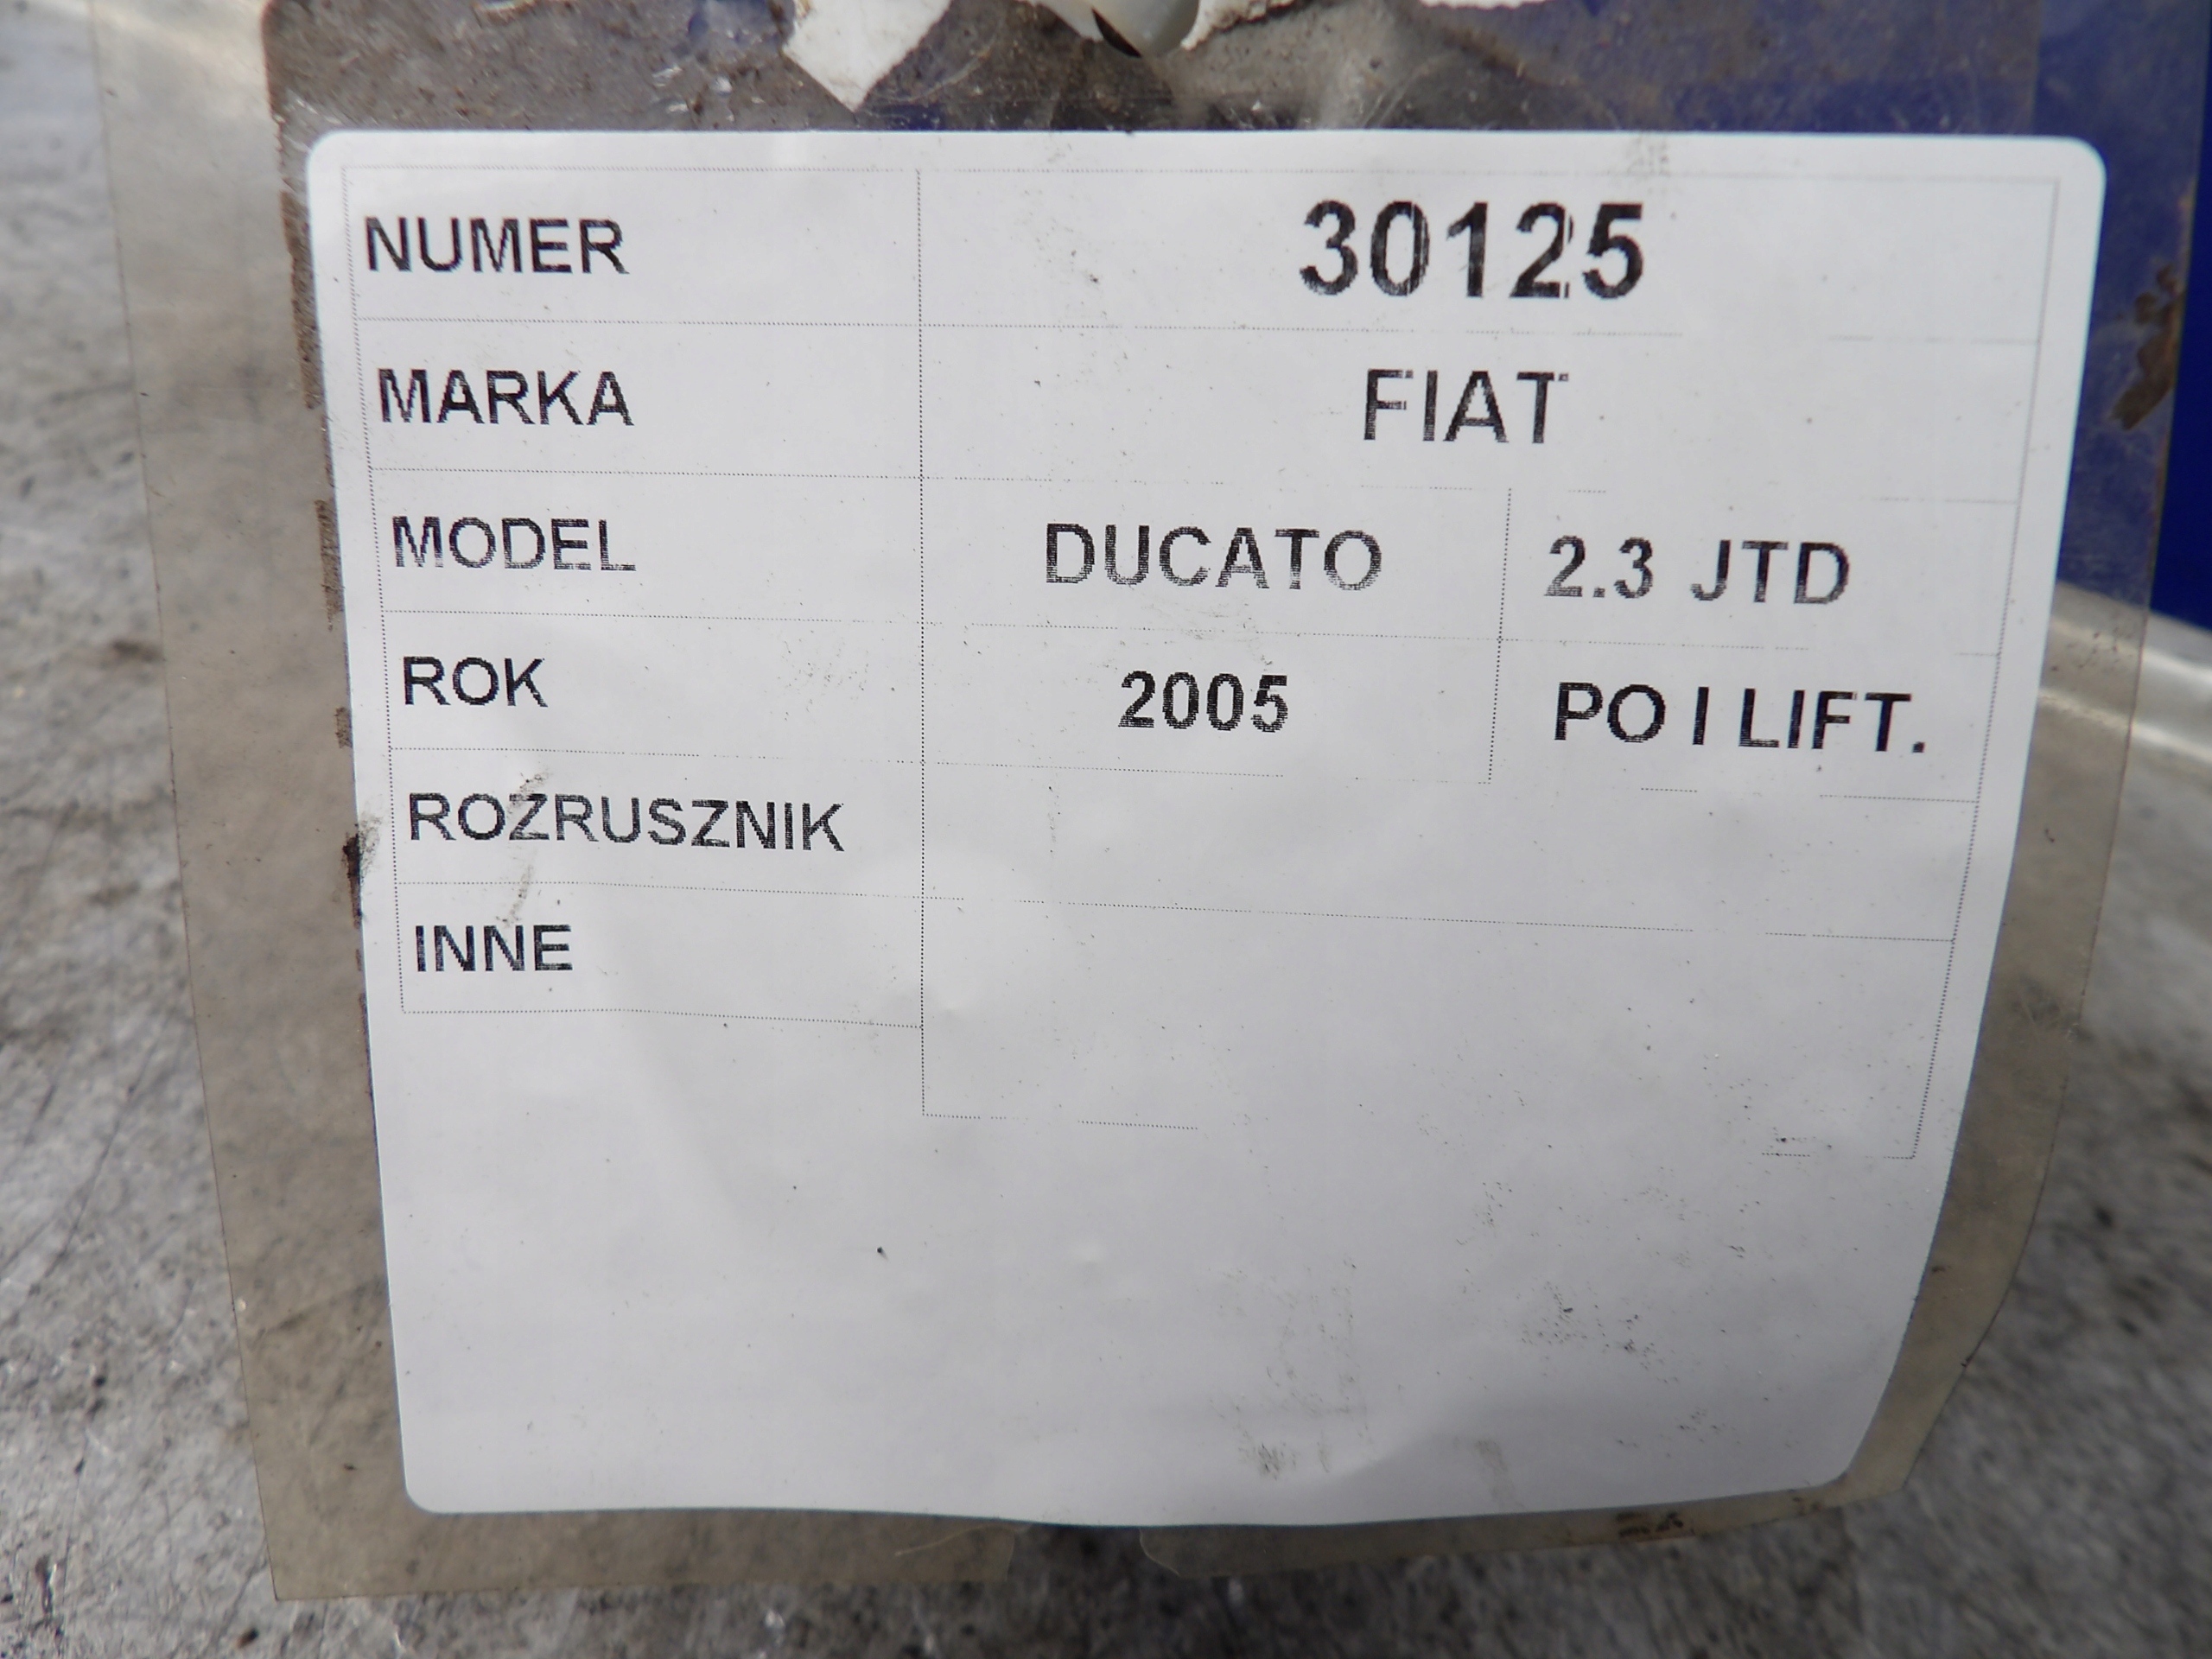 NUMER 30125
MARKA FIAT
MODEL DUCATO 2.3 JTD
ROK 2005 PO I LIFT.
ROZRUSZNIK
INNE